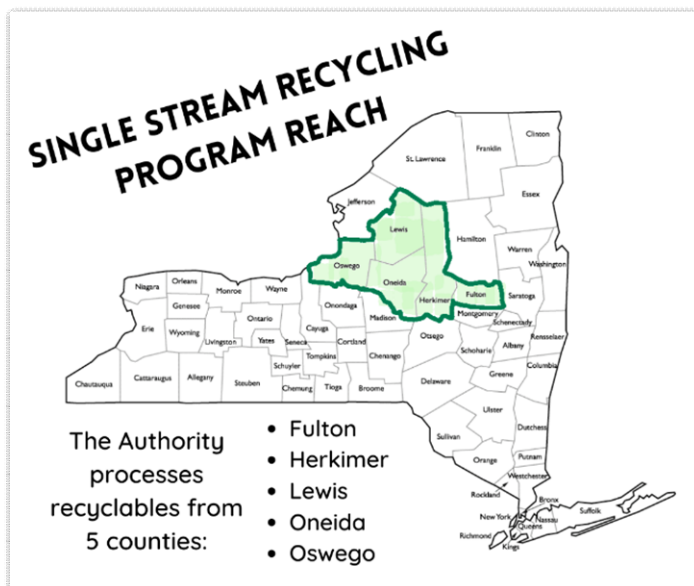 SINGLE STREAM RECYCLING
PROGRAM REACH
Clinton
Franklin
St. Lawrence
Essex
Jefferson
Lewis
Hamilton
Warren
Washington
Oswego
Oneida
Herkimer
Fulton
Saratoga
Niagara
Orleans
Monroe
Wayne
Genesee
Onondaga
Madison
Montgomery
Schenectady
Erie
Wyoming
Livingston
Ontario
Yates
Seneca
Cayuga
Cortland
Chenango
Otsego
Schoharie
Albany
Rensselaer
Schuyler
Tompkins
Chautauqua
Cattaraugus
Allegany
Steuben
Chemung
Tioga
Broome
Delaware
Greene
Columbia
Ulster
Dutchess
Sullivan
Orange
Putnam
Westchester
Rockland
Bronx
New York
Queens
Nassau
Suffolk
Richmond
Kings
The Authority
processes
recyclables from
5 counties:
• Fulton
• Herkimer
• Lewis
• Oneida
• Oswego